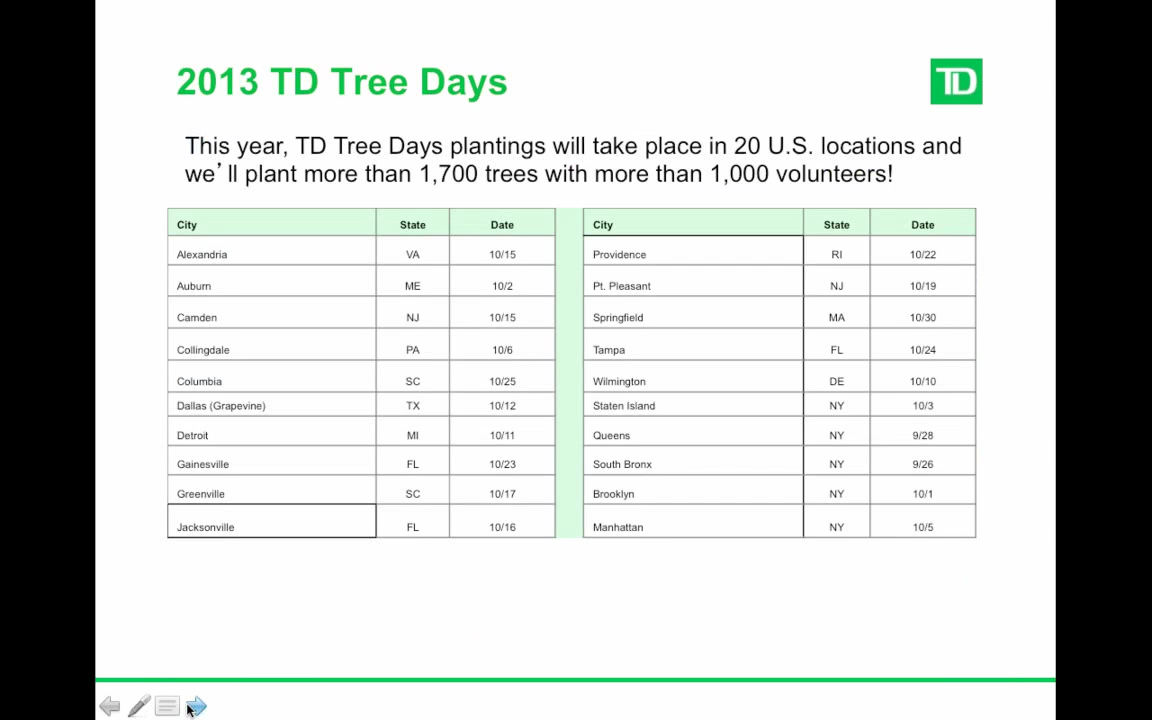 2013 TD Tree Days
TD
This year, TD Tree Days plantings will take place in 20 U.S. locations and
we’ll plant more than 1,700 trees with more than 1,000 volunteers!
City State Date City State Date
Alexandria VA 10/15 Providence RI 10/22
Auburn ME 10/2 Pt. Pleasant NJ 10/19
Camden NJ 10/15 Springfield MA 10/30
Collingdale PA 10/6 Tampa FL 10/24
Columbia SC 10/25 Wilmington DE 10/10
Dallas (Grapevine) TX 10/12 Staten Island NY 10/3
Detroit MI 10/11 Queens NY 9/28
Gainesville FL 10/23 South Bronx NY 9/26
Greenville SC 10/17 Brooklyn NY 10/1
Jacksonville FL 10/16 Manhattan NY 10/5